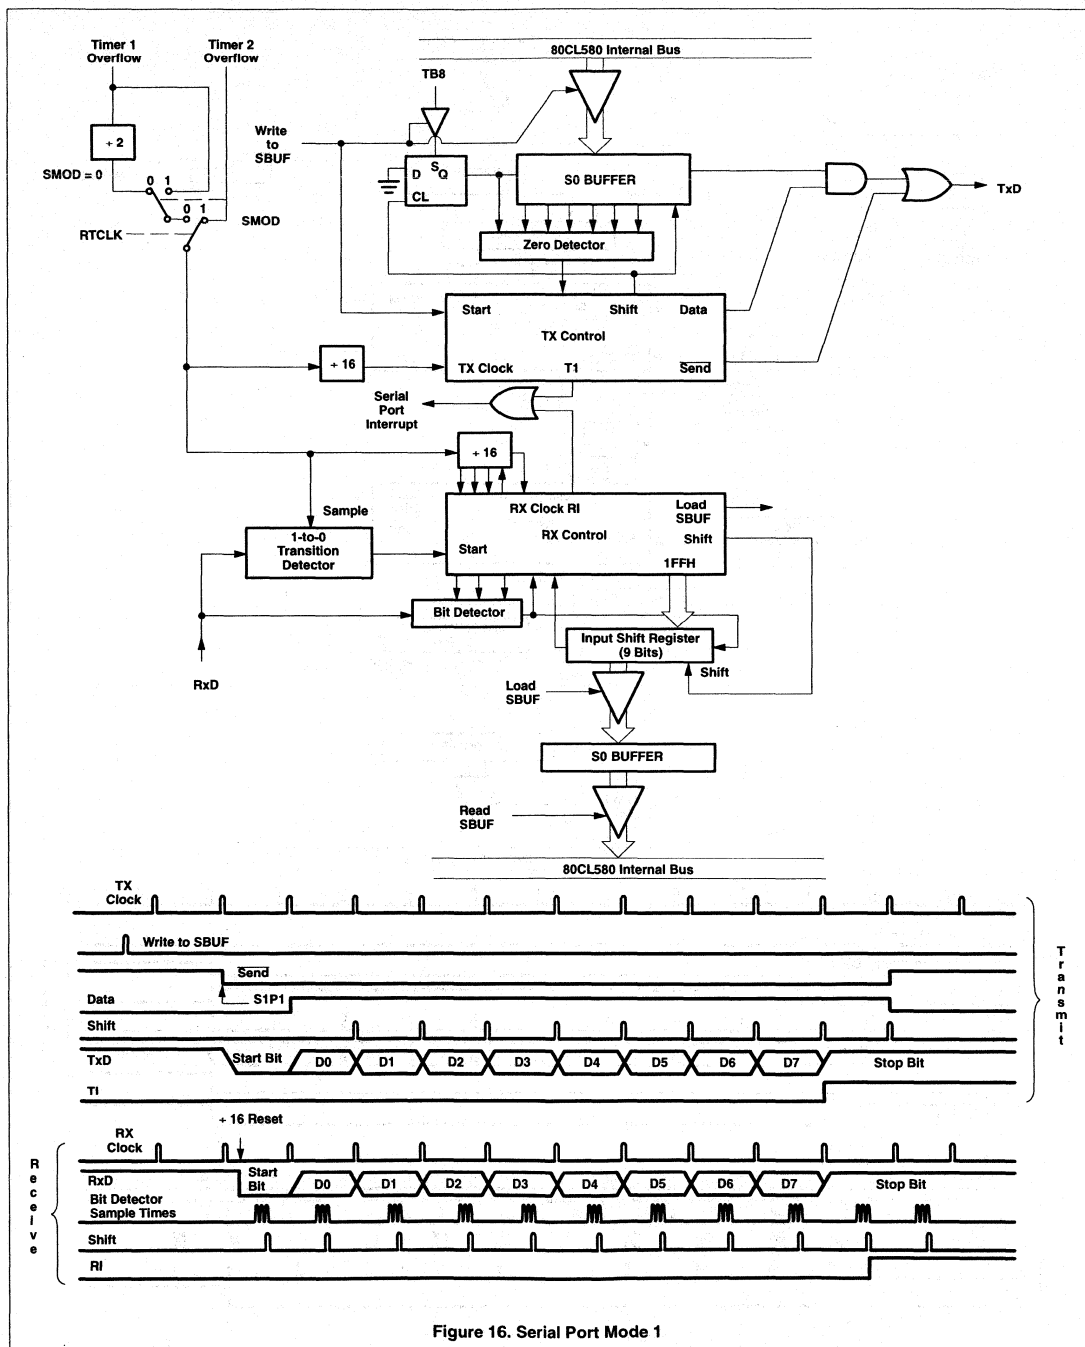 Timer 1
Overflow
Timer 2
Overflow
80CL580 Internal Bus
TB8
Write
to
SBUF
÷ 2
SMOD = 0
0 1
0 1
SMOD
RTCLK
D
S
Q
CL
S0 BUFFER
TxD
Zero Detector
Start
Shift
Data
TX Control
TX Clock
T1
Send
÷ 16
Serial
Port
Interrupt
÷ 16
Sample
RX Clock RI
Load
SBUF
RX Control
Shift
Start
1FFH
1-to-0
Transition
Detector
Bit Detector
Input Shift Register
(9 Bits)
Shift
RxD
Load
SBUF
S0 BUFFER
Read
SBUF
80CL580 Internal Bus
TX
Clock
Write to SBUF
Send
Data
S1P1
Shift
TxD
Start Bit
D0
D1
D2
D3
D4
D5
D6
D7
Stop Bit
TI
Transmit
÷ 16 Reset
RX
Clock
RxD
Start
Bit
D0
D1
D2
D3
D4
D5
D6
D7
Stop Bit
Bit Detector
Sample Times
Shift
RI
Receive
Figure 16. Serial Port Mode 1